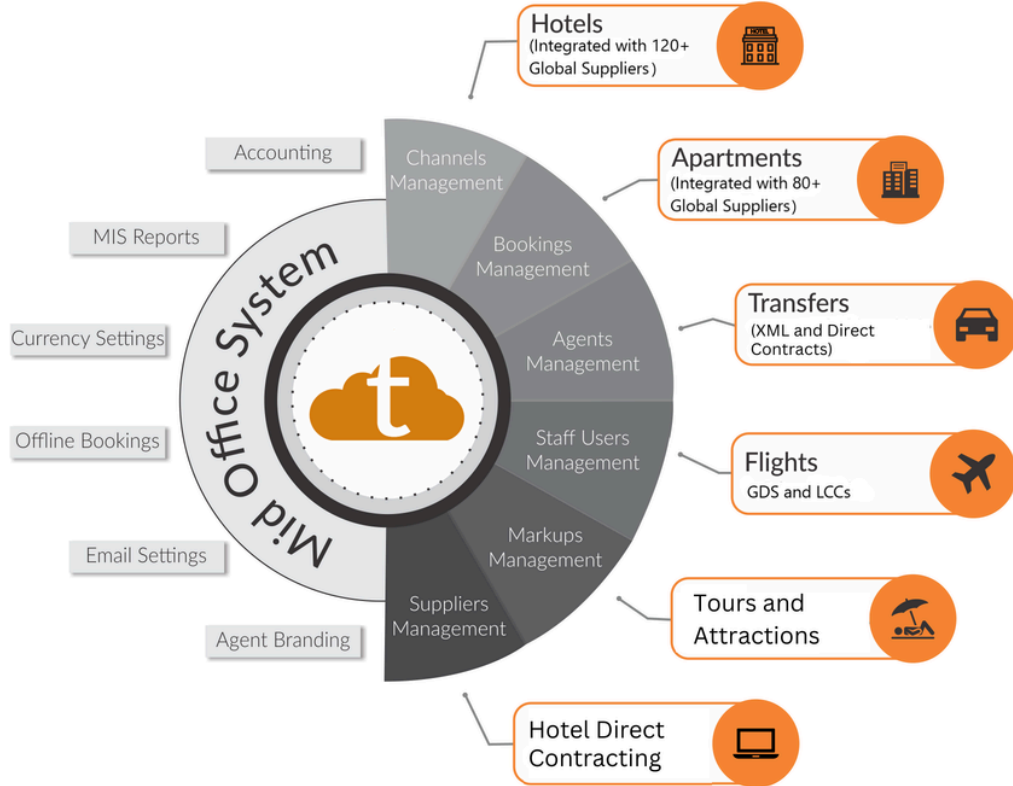 Hotels
(Integrated with 120+
Global Suppliers)
HOTEL
Accounting
Channels
Management
Apartments
(Integrated with 80+
Global Suppliers)
MIS Reports
Bookings
Management
Mid Office System
Currency Settings
Agents
Management
Transfers
(XML and Direct
Contracts)
t
Offline Bookings
Staff Users
Management
Flights
GDS and LCCs
Email Settings
Markups
Management
Tours and
Attractions
Agent Branding
Suppliers
Management
Hotel Direct
Contracting